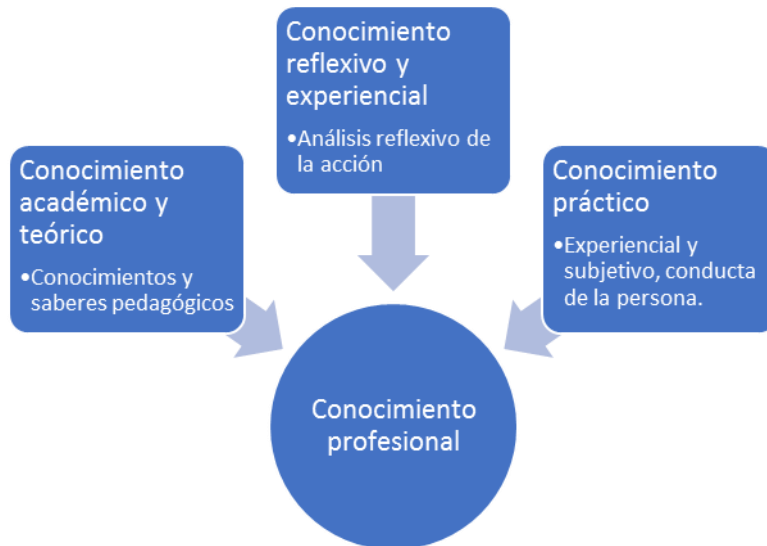 Conocimiento
reflexivo y
experiencial
•Análisis reflexivo de
la acción
Conocimiento
académico y
teórico
•Conocimientos y
saberes pedagógicos
Conocimiento
práctico
•Experiencial y
subjetivo, conducta
de la persona.
Conocimiento
profesional